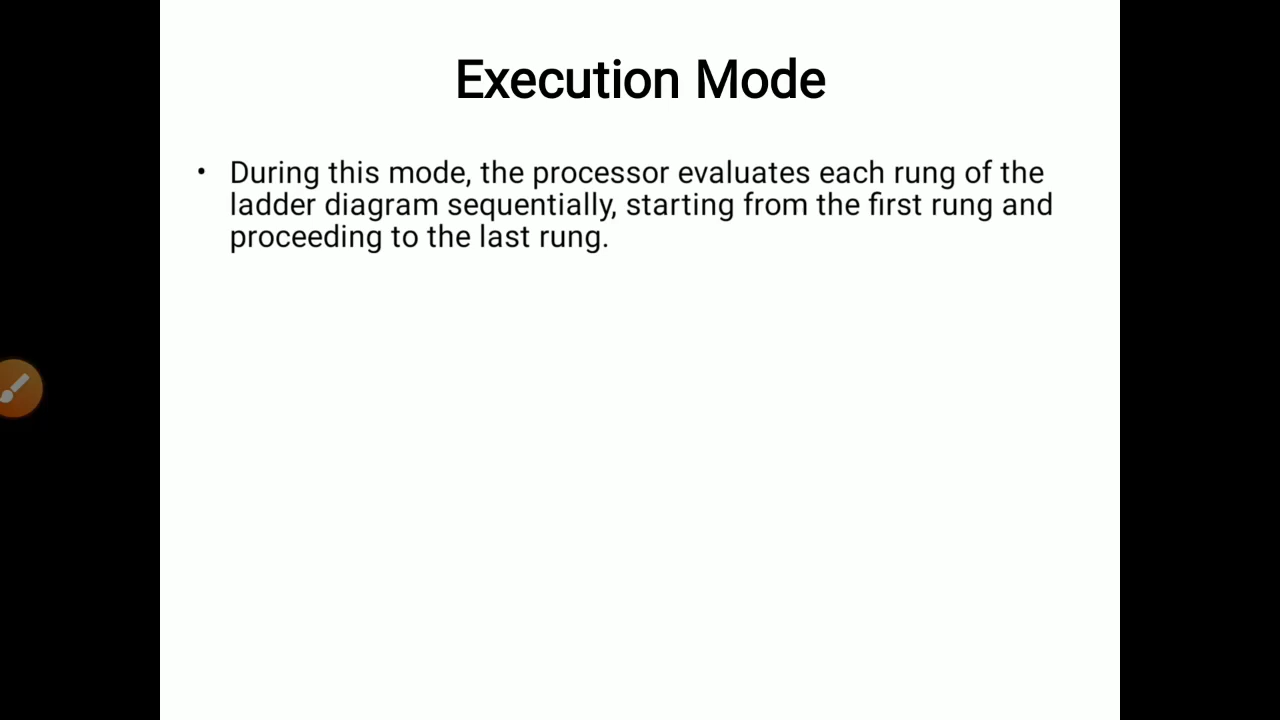 Execution Mode
• During this mode, the processor evaluates each rung of the
ladder diagram sequentially, starting from the first rung and
proceeding to the last rung.